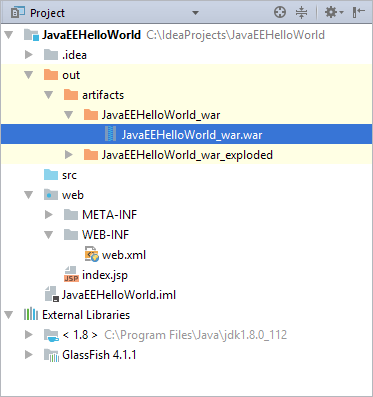 Project
JavaEEHelloWorld C:\IdeaProjects\JavaEEHelloWorld
.idea
out
artifacts
JavaEEHelloWorld_war
JavaEEHelloWorld_war.war
JavaEEHelloWorld_war_exploded
src
web
META-INF
WEB-INF
web.xml
JSP index.jsp
JavaEEHelloWorld.iml
External Libraries
< 1.8 > C:\Program Files\Java\jdk1.8.0_112
GlassFish 4.1.1